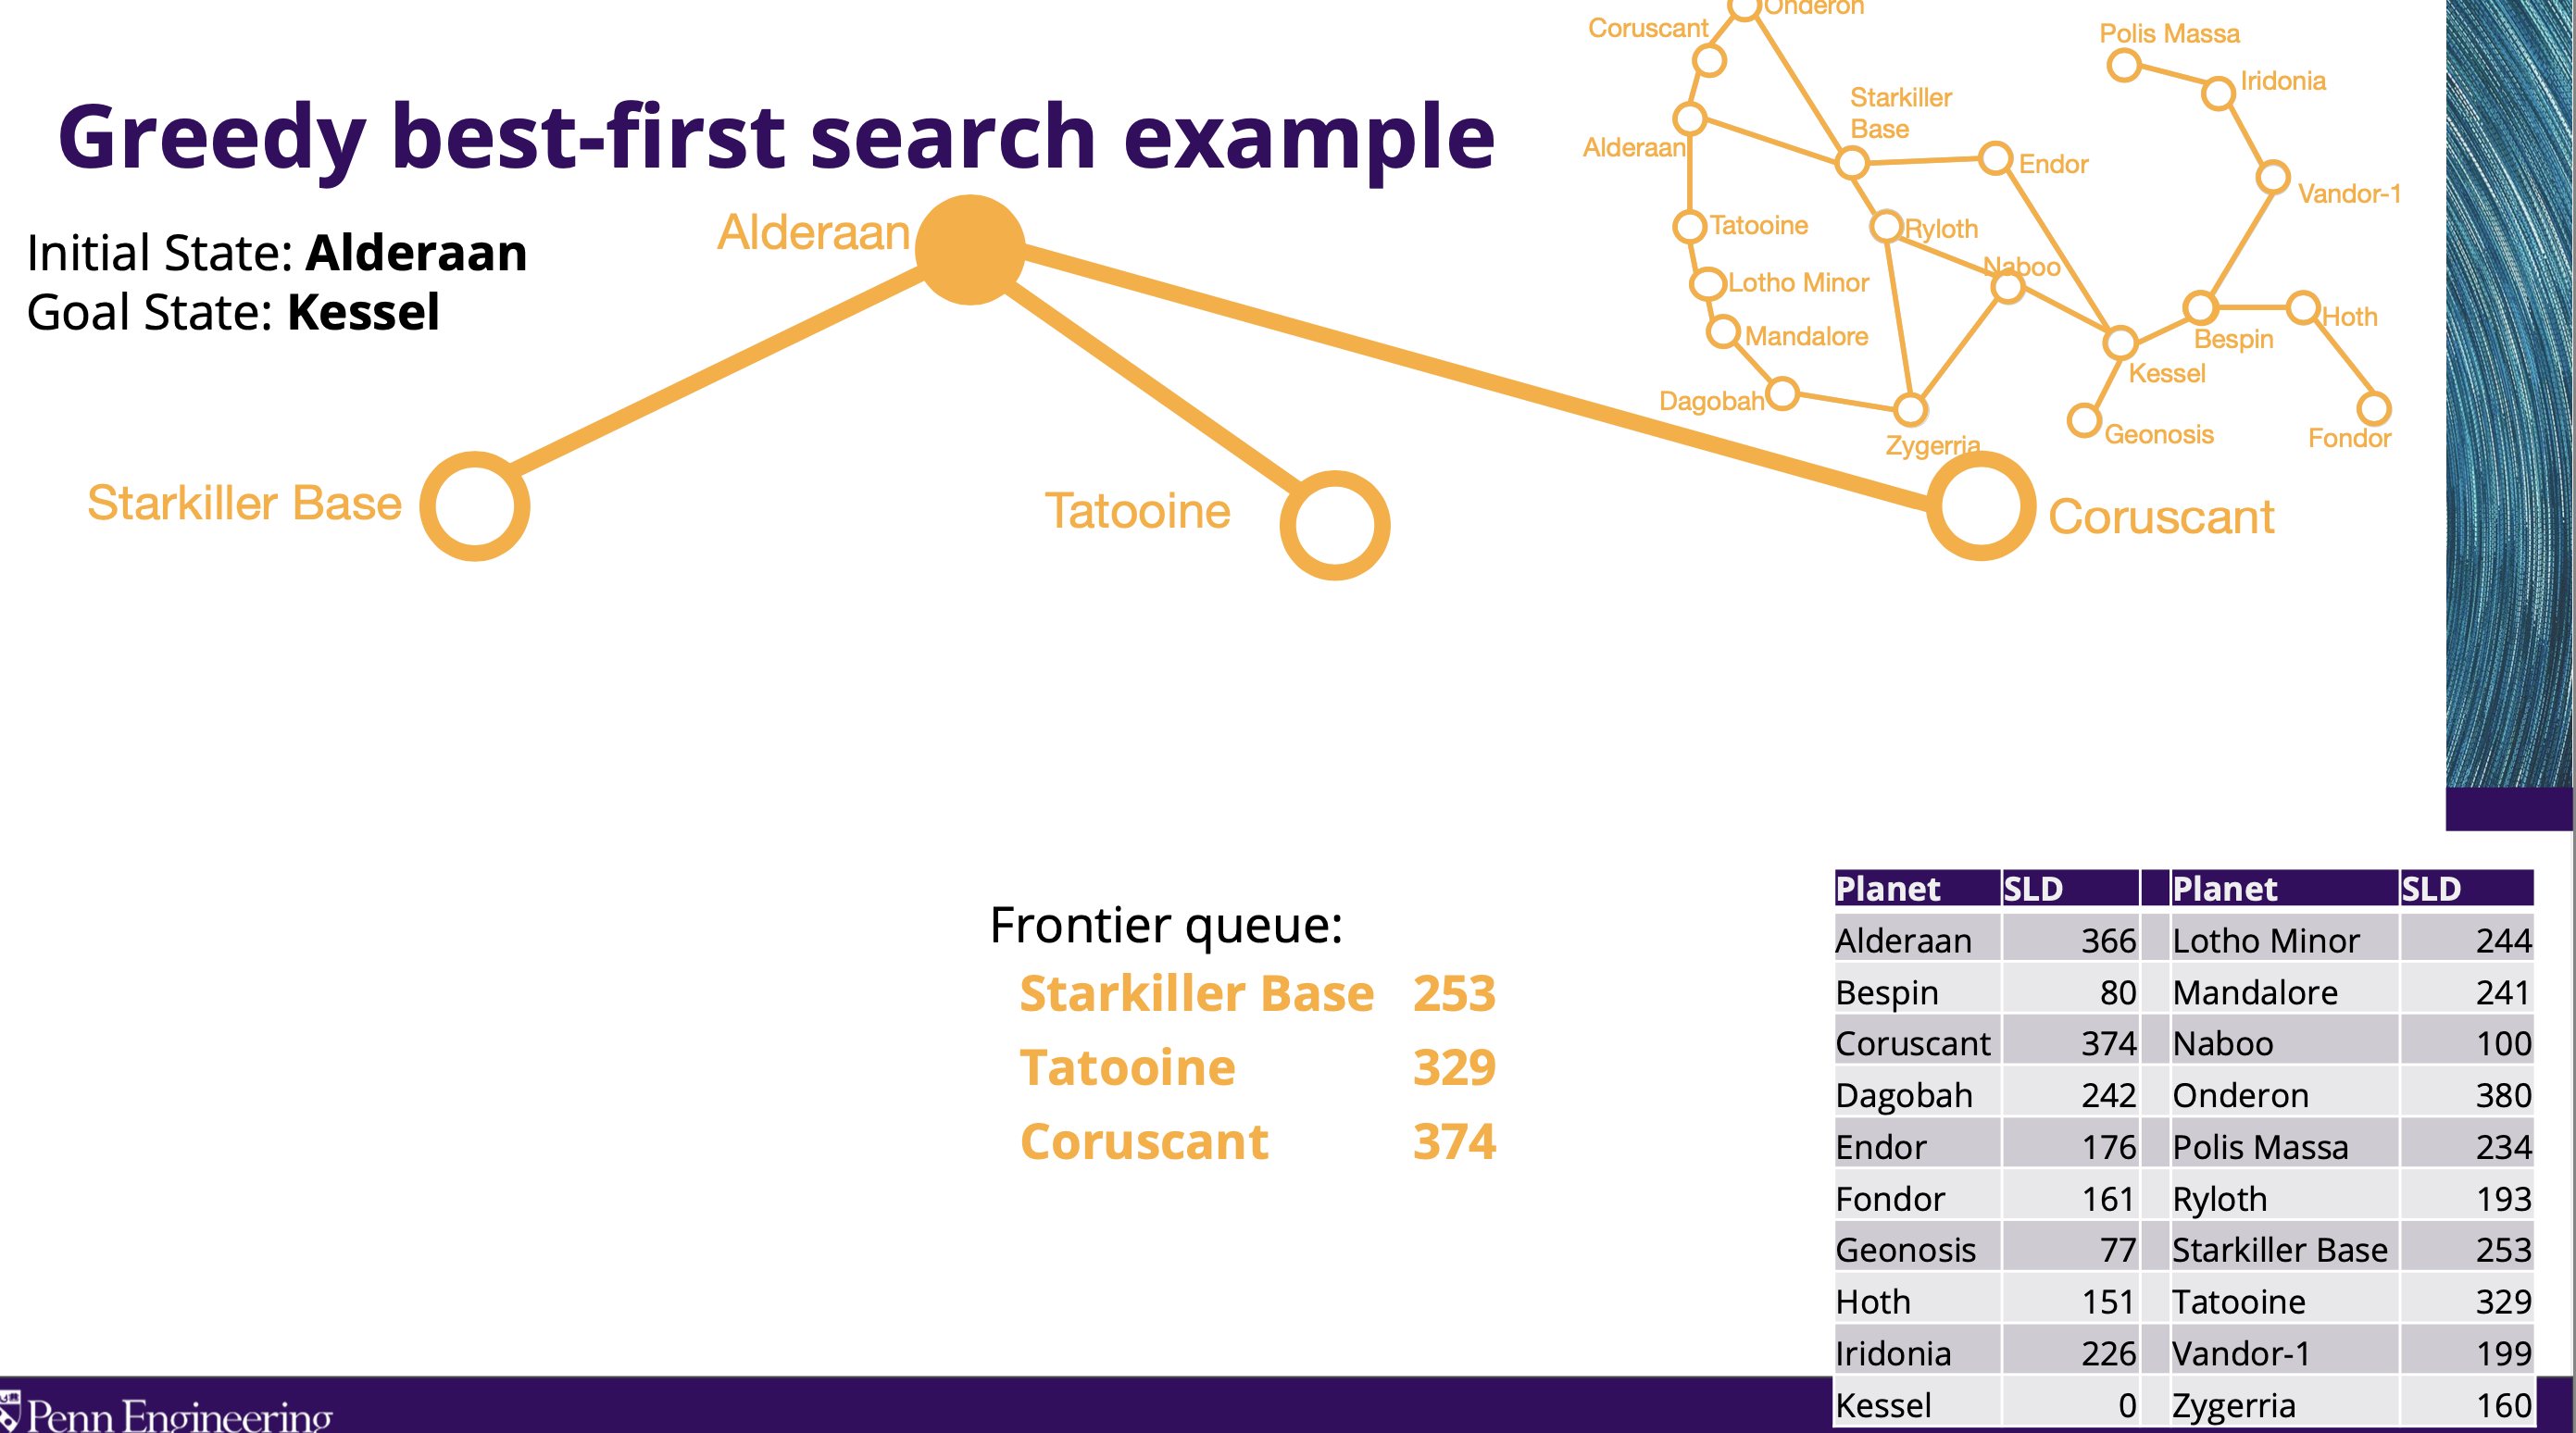 Greedy best-first search example
Initial State: Alderaan
Goal State: Kessel
Alderaan
Starkiller Base
Tatooine
Coruscant
Onderon
Coruscant
Alderaan
Starkiller
Base
Endor
Tatooine
Ryloth
Naboo
Lotho Minor
Mandalore
Dagobah
Zygerria
Polis Massa
Iridonia
Vandor-1
Hoth
Bespin
Kessel
Geonosis
Fondor
Frontier queue:
Starkiller Base 253
Tatooine 329
Coruscant 374
Planet SLD Planet SLD
Alderaan 366 Lotho Minor 244
Bespin 80 Mandalore 241
Coruscant 374 Naboo 100
Dagobah 242 Onderon 380
Endor 176 Polis Massa 234
Fondor 161 Ryloth 193
Geonosis 77 Starkiller Base 253
Hoth 151 Tatooine 329
Iridonia 226 Vandor-1 199
Kessel 0 Zygerria 160
Penn Engineering